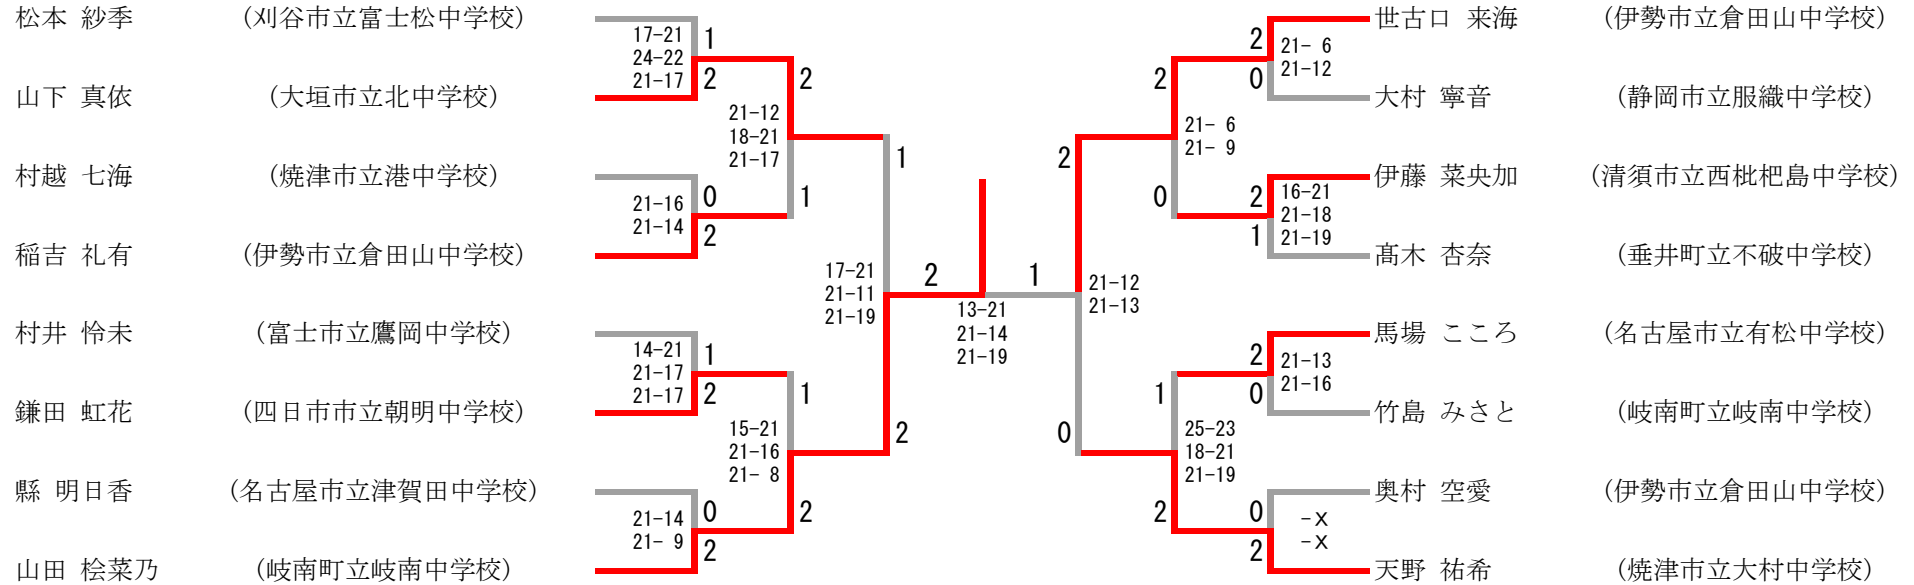 松本 紗季 (刈谷市立富士松中学校)
17-21 1
24-22
21-17 2
山下 真依 (大垣市立北中学校)
2
21-12
18-21
21-17
1
村越 七海 (焼津市立港中学校)
21-16 0
21-14 2
稲吉 礼有 (伊勢市立倉田山中学校)
1
17-21
21-11
21-19
2
村井 怜未 (富士市立鷹岡中学校)
14-21 1
21-17
21-17 2
鎌田 虹花 (四日市市立朝明中学校)
1
15-21
21-16
21- 8
2
縣 明日香 (名古屋市立津賀田中学校)
21-14 0
21- 9 2
山田 桧菜乃 (岐南町立岐南中学校)
2 1
13-21
21-14
21-19
世古口 来海 (伊勢市立倉田山中学校)
2 21- 6
0 21-12
大村 寧音 (静岡市立服織中学校)
2
21- 6
21- 9
0
伊藤 菜央加 (清須市立西枇杷島中学校)
2 16-21
21-18
1 21-19
髙木 杏奈 (垂井町立不破中学校)
2
21-12
21-13
0
馬場 こころ (名古屋市立有松中学校)
2 21-13
0 21-16
竹島 みさと (岐南町立岐南中学校)
1
25-23
18-21
21-19
2
奥村 空愛 (伊勢市立倉田山中学校)
0 -X
2 -X
天野 祐希 (焼津市立大村中学校)